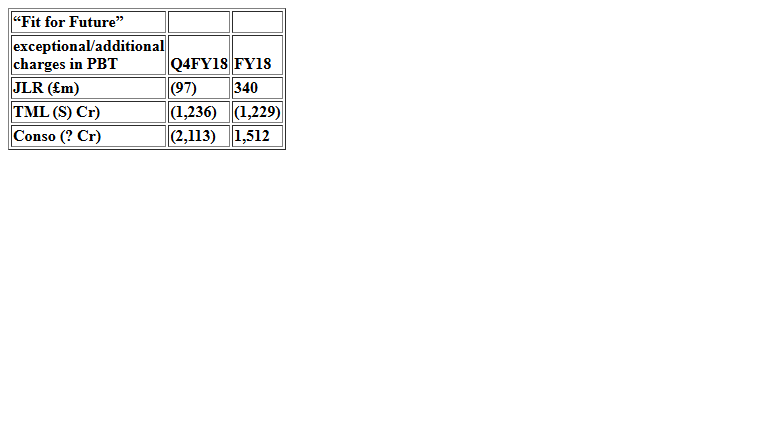 “Fit for Future”
exceptional/additional
charges in PBT Q4FY18 FY18
JLR (£m) (97) 340
TML (S) Cr) (1,236) (1,229)
Conso (? Cr) (2,113) 1,512